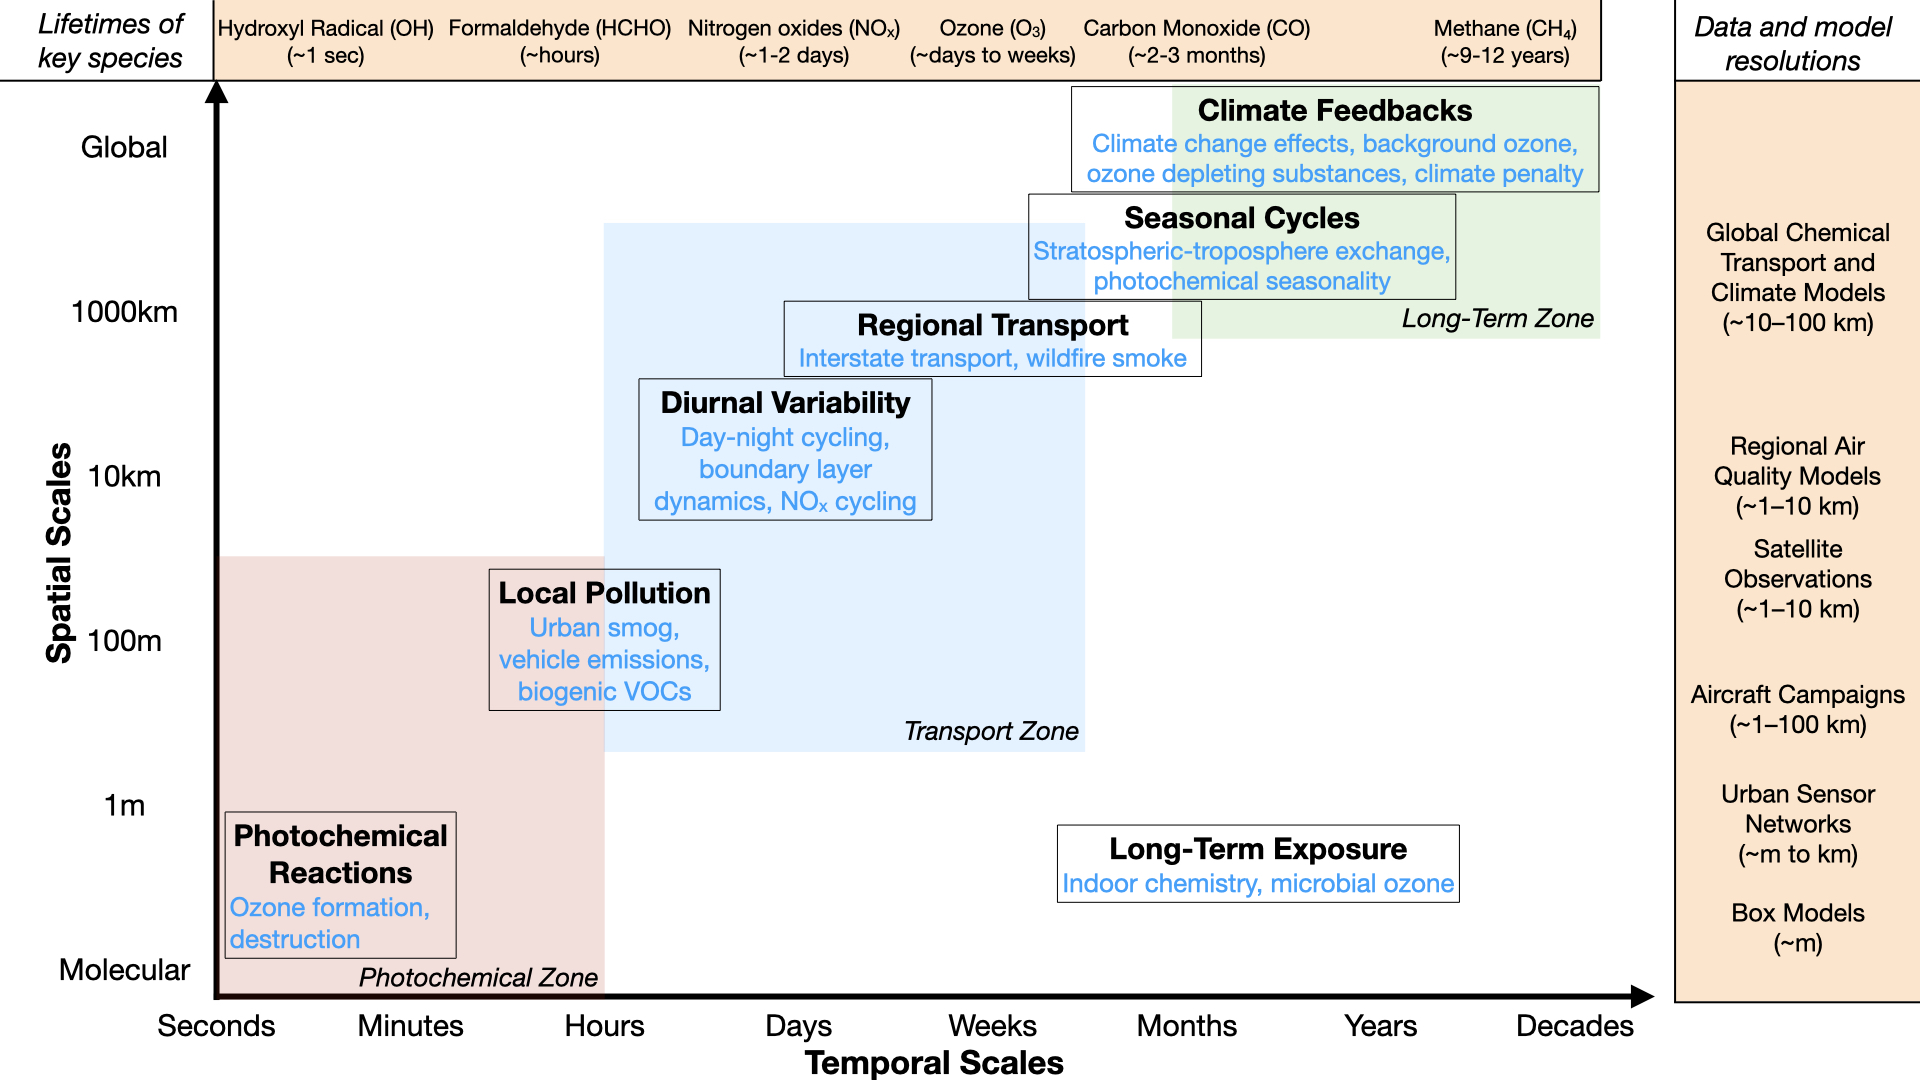 Lifetimes of
key species
Hydroxyl Radical (OH)
(~1 sec)
Formaldehyde (HCHO)
(~hours)
Nitrogen oxides (NOₓ)
(~1-2 days)
Ozone (O₃)
(~days to weeks)
Carbon Monoxide (CO)
(~2-3 months)
Methane (CH₄)
(~9-12 years)
Data and model
resolutions
Spatial Scales
Global
1000km
10km
100m
1m
Molecular
Climate Feedbacks
Climate change effects, background ozone,
ozone depleting substances, climate penalty
Seasonal Cycles
Stratospheric-troposphere exchange,
photochemical seasonality
Long-Term Zone
Regional Transport
Interstate transport, wildfire smoke
Diurnal Variability
Day-night cycling,
boundary layer
dynamics, NOₓ cycling
Local Pollution
Urban smog,
vehicle emissions,
biogenic VOCs
Transport Zone
Photochemical
Reactions
Ozone formation,
destruction
Photochemical Zone
Long-Term Exposure
Indoor chemistry, microbial ozone
Global Chemical
Transport and
Climate Models
(~10–100 km)
Regional Air
Quality Models
(~1–10 km)
Satellite
Observations
(~1–10 km)
Aircraft Campaigns
(~1–100 km)
Urban Sensor
Networks
(~m to km)
Box Models
(~m)
Seconds
Minutes
Hours
Days
Weeks
Months
Years
Decades
Temporal Scales